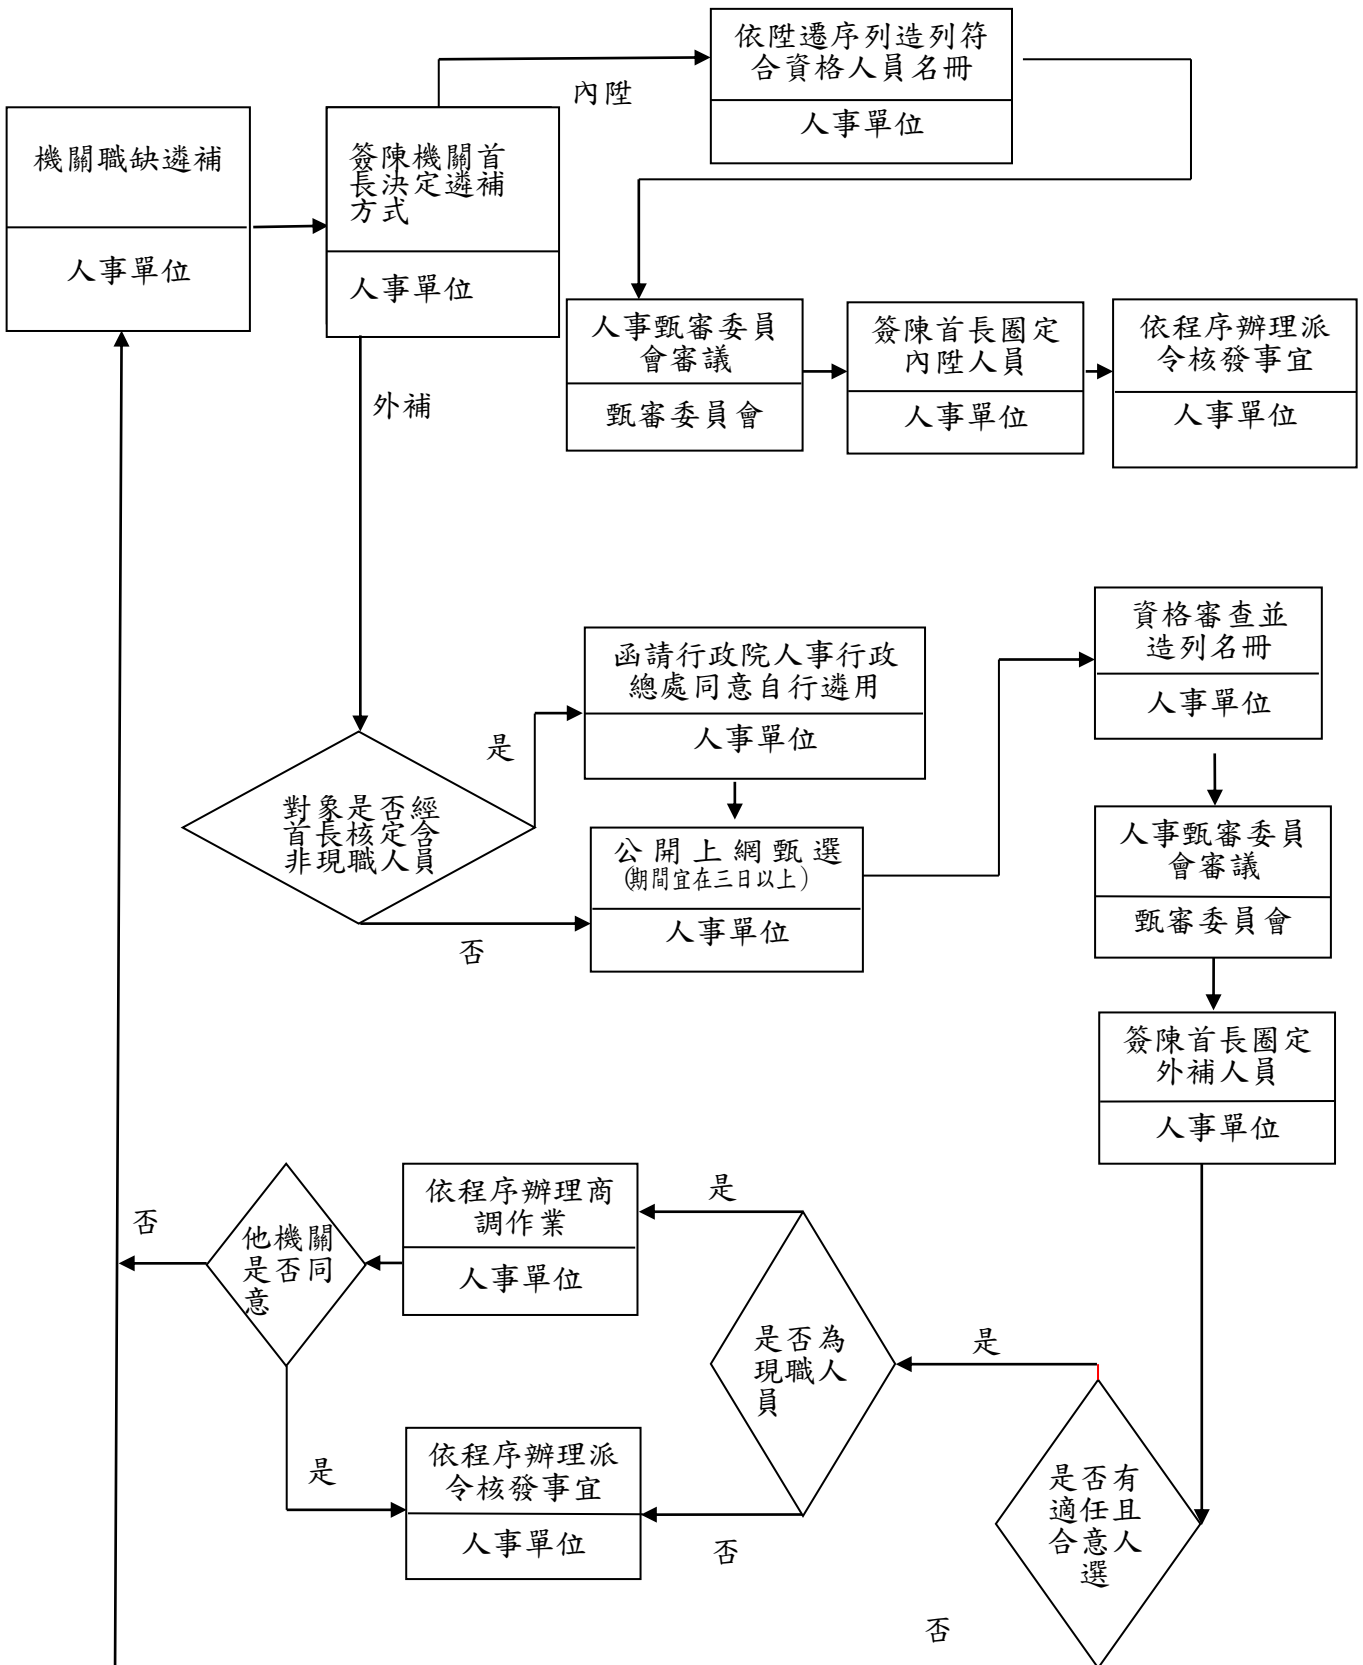 機關職缺遴補
人事單位
簽陳機關首
長決定遴補
方式
人事單位
內陞
依陞遷序列造列符
合資格人員名冊
人事單位
人事甄審委員
會審議
甄審委員會
簽陳首長圈定
內陞人員
人事單位
依程序辦理派
令核發事宜
人事單位
外補
對象是否經
首長核定含
非現職人員
是
否
函請行政院人事行政
總處同意自行遴用
人事單位
公開上網甄選
(期間宜在三日以上)
人事單位
資格審查並
造列名冊
人事單位
人事甄審委員
會審議
甄審委員會
簽陳首長圈定
外補人員
人事單位
是否有
適任且
合意人
選
是
否
是否為
現職人
員
是
否
依程序辦理商
調作業
人事單位
他機關
是否同
意
否
是
依程序辦理派
令核發事宜
人事單位